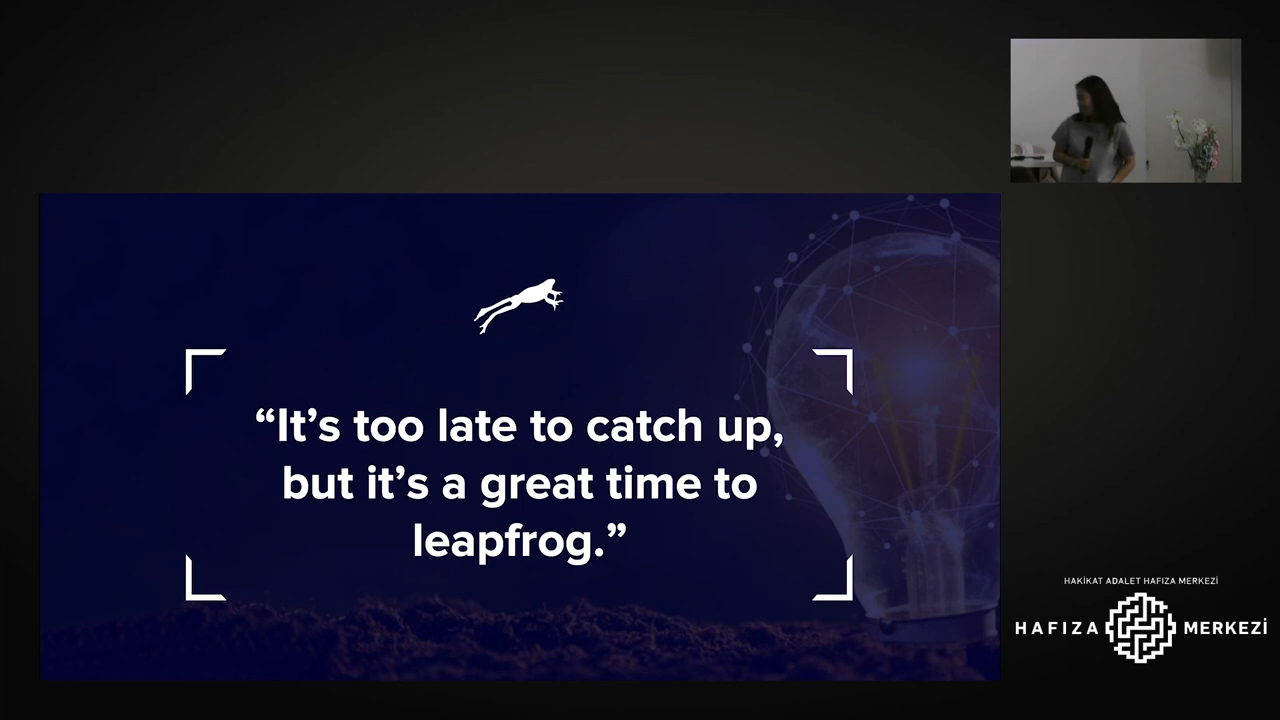 “It’s too late to catch up,
but it’s a great time to
leapfrog.”
HAKİKAT ADALET HAFIZA MERKEZİ
HAFIZA MERKEZİ